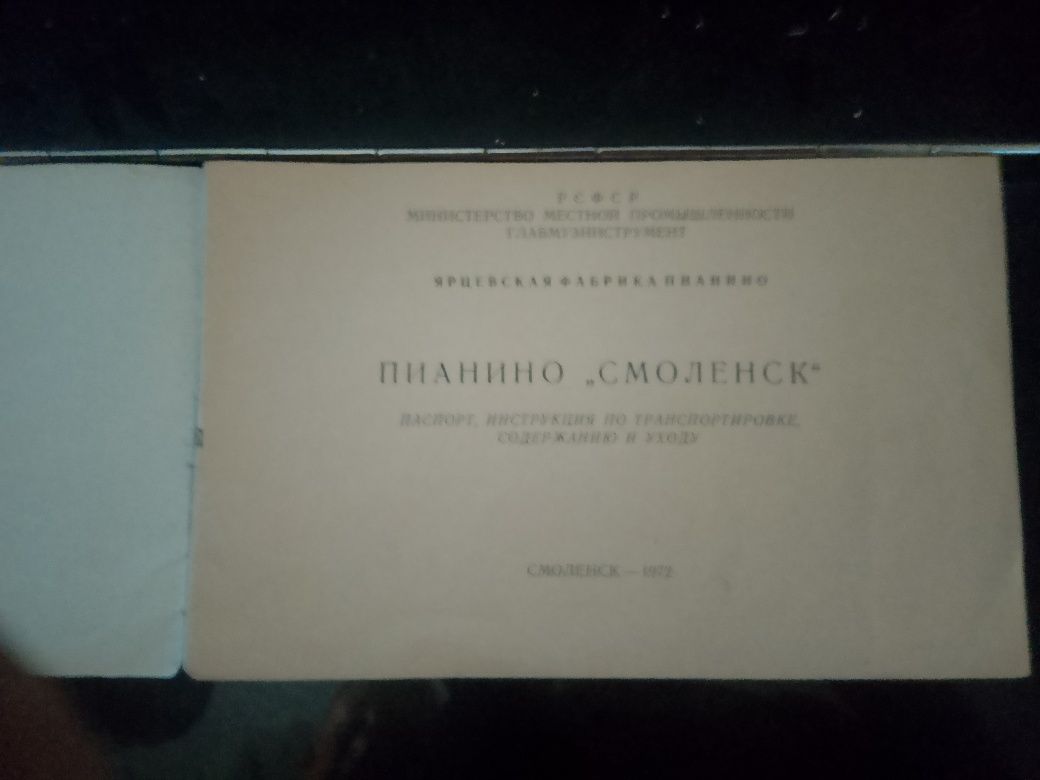 РСФСР
МИНИСТЕРСТВО МЕСТНОЙ ПРОМЫШЛЕННОСТИ
ГЛАВМУЗИНСТРУМЕНТ
ЯРЦЕВСКАЯ ФАБРИКА ПИАНИНО
ПИАНИНО „СМОЛЕНСК“
ПАСПОРТ, ИНСТРУКЦИЯ ПО ТРАНСПОРТИРОВКЕ,
СОДЕРЖАНИЮ И УХОДУ
СМОЛЕНСК — 1972